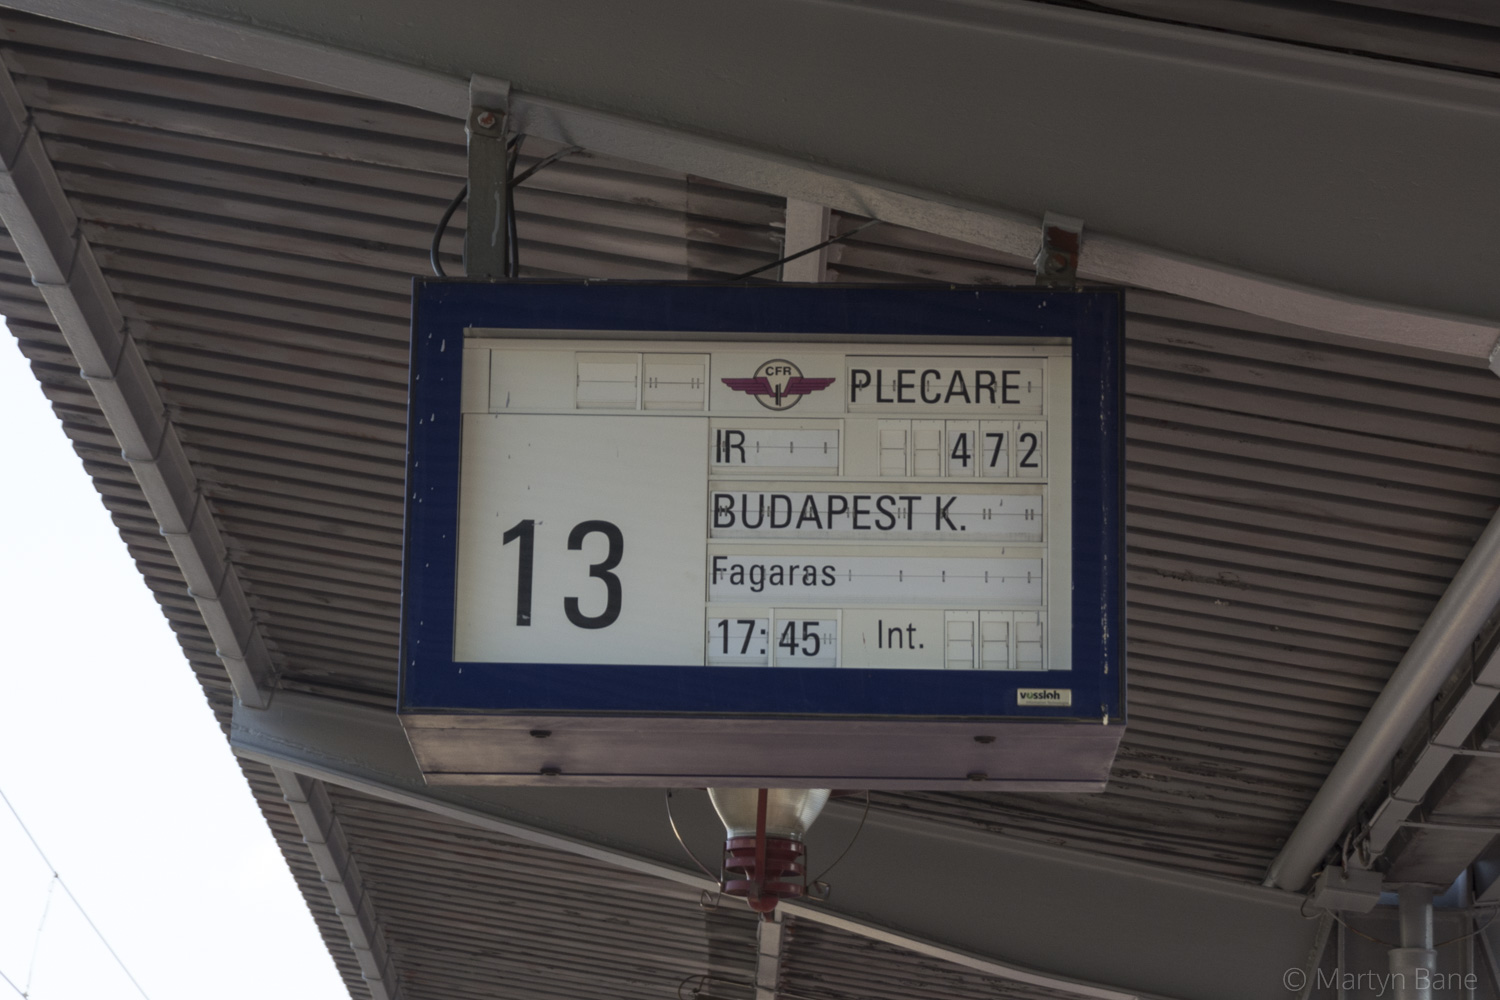 CFR
PLECARE
IR 472
BUDAPEST K.
Fagaras
13
17:45 Int.
vossloh
© Martyn Bane